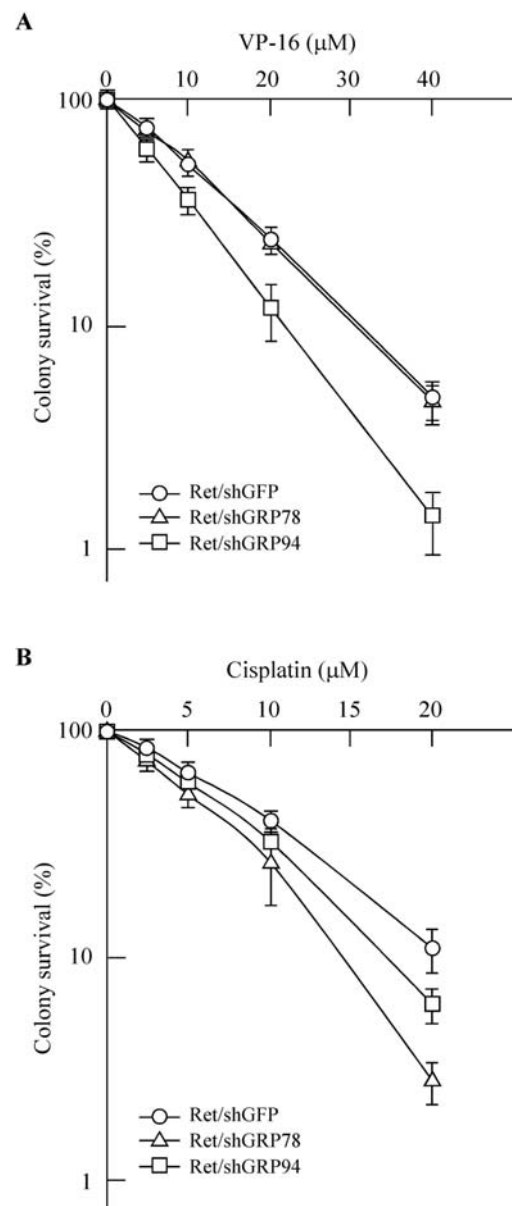 A
VP-16 (μM)
0 10 20 30 40
100
10
1
Colony survival (%)
Ret/shGFP
Ret/shGRP78
Ret/shGRP94
B
Cisplatin (μM)
0 5 10 15 20
100
10
1
Colony survival (%)
Ret/shGFP
Ret/shGRP78
Ret/shGRP94